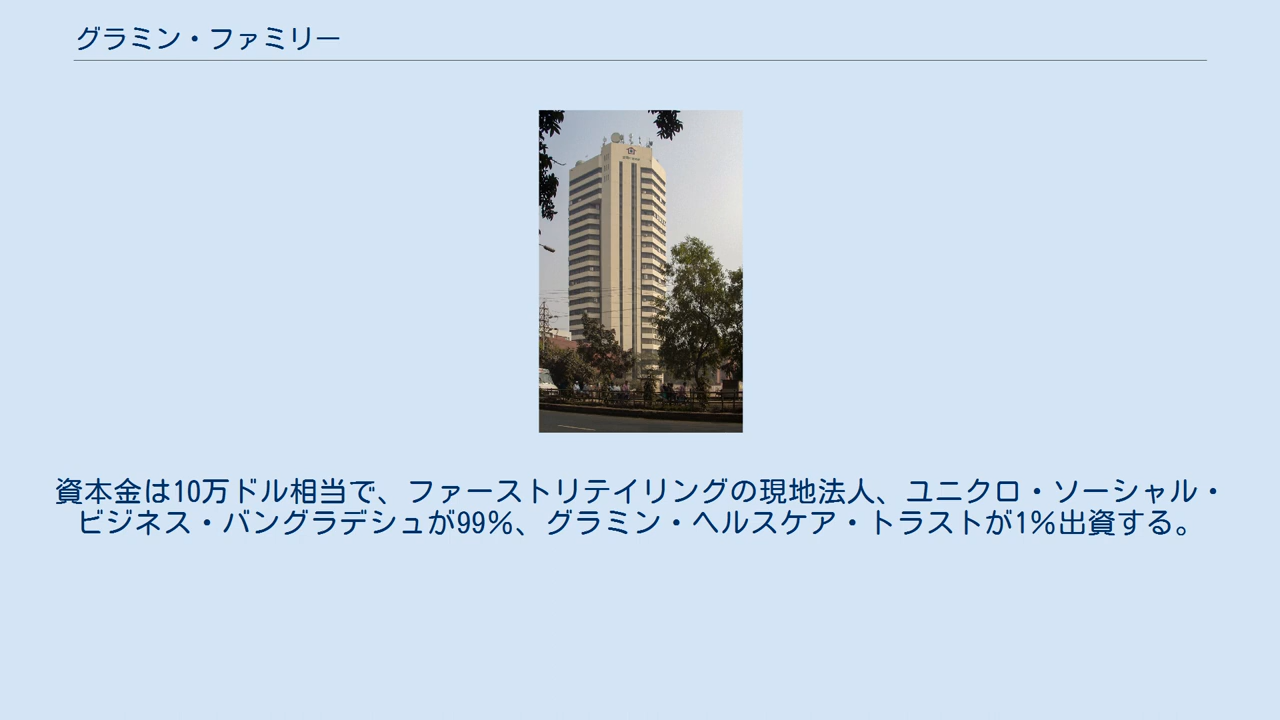 グラミン・ファミリー
資本金は10万ドル相当で、ファーストリテイリングの現地法人、ユニクロ・ソーシャル・
ビジネス・バングラデシュが99%、グラミン・ヘルスケア・トラストが1%出資する。